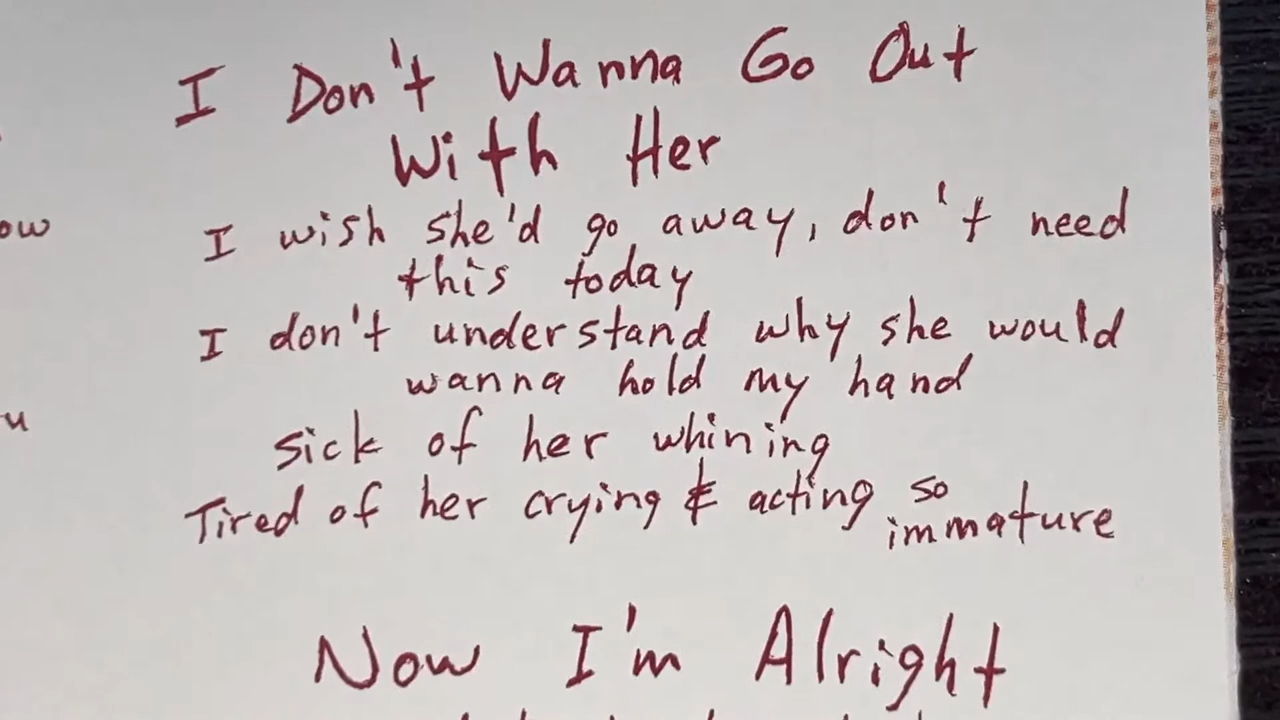 I Don't Wanna Go Out
With Her
I wish she'd go away, don't need
this today
I don't understand why she would
wanna hold my hand
sick of her whining
Tired of her crying & acting so
immature
Now I'm Alright
ow
u